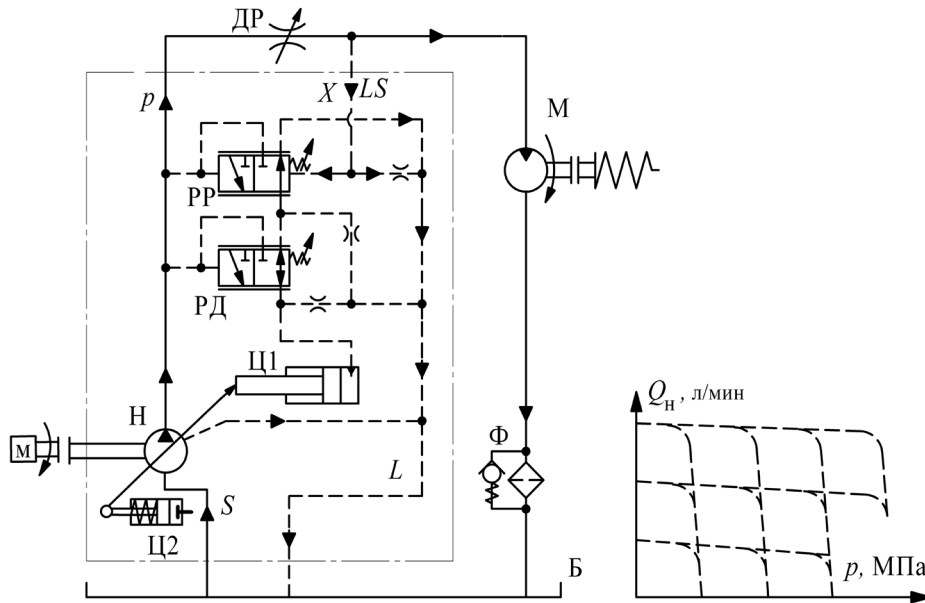 ДР
p
X LS
М
РР
РД
Ц1
Н
м
L
S
Ц2
Ф
Б
Qн, л/мин
p, МПа